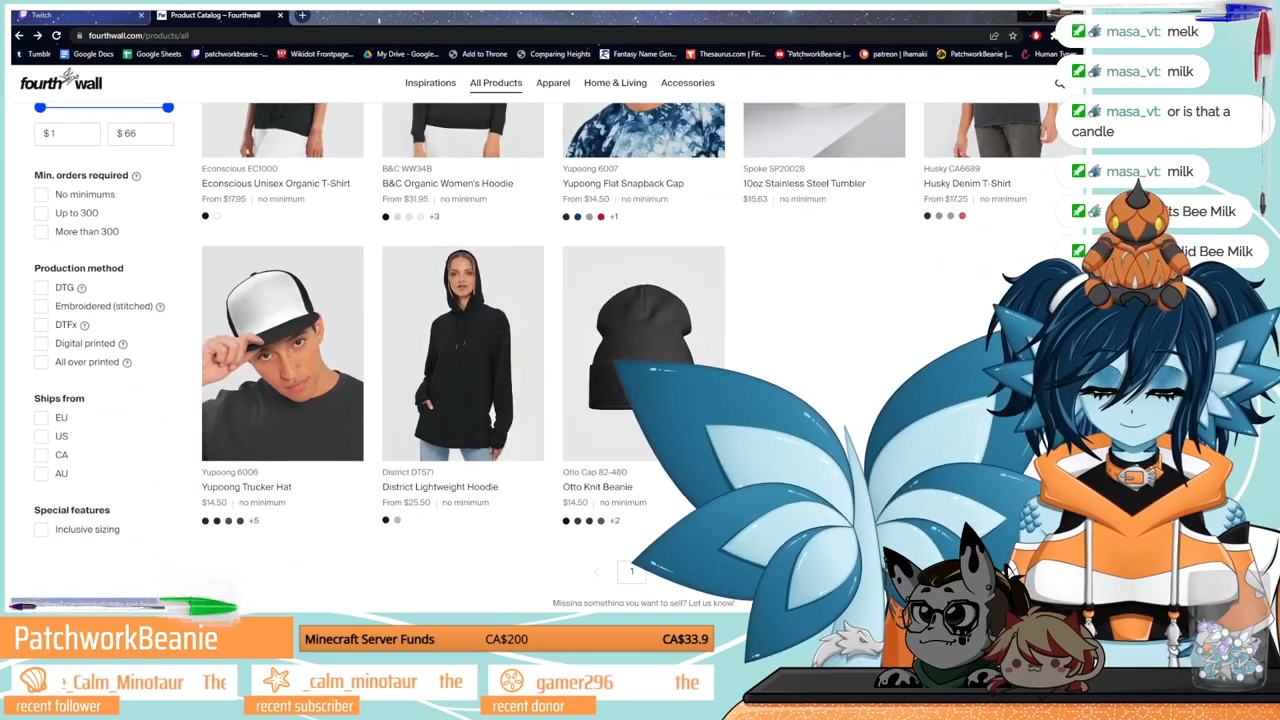 Twitch
Product Catalog – Fourthwall
fourthwall.com/products/all
Tumblr
Google Docs
Google Sheets
patchworkbeanie -...
Wikidot Frontpage...
My Drive - Google...
Add to Throne
Comparing Heights
Fantasy Name Gen...
Thesaurus.com | Fin...
PatchworkBeanie |...
patreon | Ihamaki
PatchworkBeanie |...
fourthwall
Inspirations
All Products
Apparel
Home & Living
Accessories
$ 1
$ 66
Min. orders required
No minimums
Up to 300
More than 300
Production method
DTG
Embroidered (stitched)
DTFx
Digital printed
All over printed
Ships from
EU
US
CA
AU
Special features
Inclusive sizing
Econscious EC1000
Econscious Unisex Organic T-Shirt
From $17.95 | no minimum
B&C WW34B
B&C Organic Women's Hoodie
From $31.95 | no minimum
+3
Yupoong 6007
Yupoong Flat Snapback Cap
From $14.50 | no minimum
+1
Spoke SP20028
10oz Stainless Steel Tumbler
$15.63 | no minimum
Husky CA6689
Husky Denim T-Shirt
From $17.25 | no minimum
Yupoong 6006
Yupoong Trucker Hat
$14.50 | no minimum
+5
District DT571
District Lightweight Hoodie
From $25.50 | no minimum
Otto Cap 82-480
Otto Knit Beanie
$14.50 | no minimum
+2
1
Missing something you want to sell? Let us know!
masa_vt: melk
masa_vt: milk
masa_vt: or is that a
candle
masa_vt: milk
its Bee Milk
Bee Milk
PatchworkBeanie
Minecraft Server Funds
CA$200
CA$33.9
_Calm_Minotaur The
recent follower
_calm_minotaur the
recent subscriber
gamer296 the
recent donor